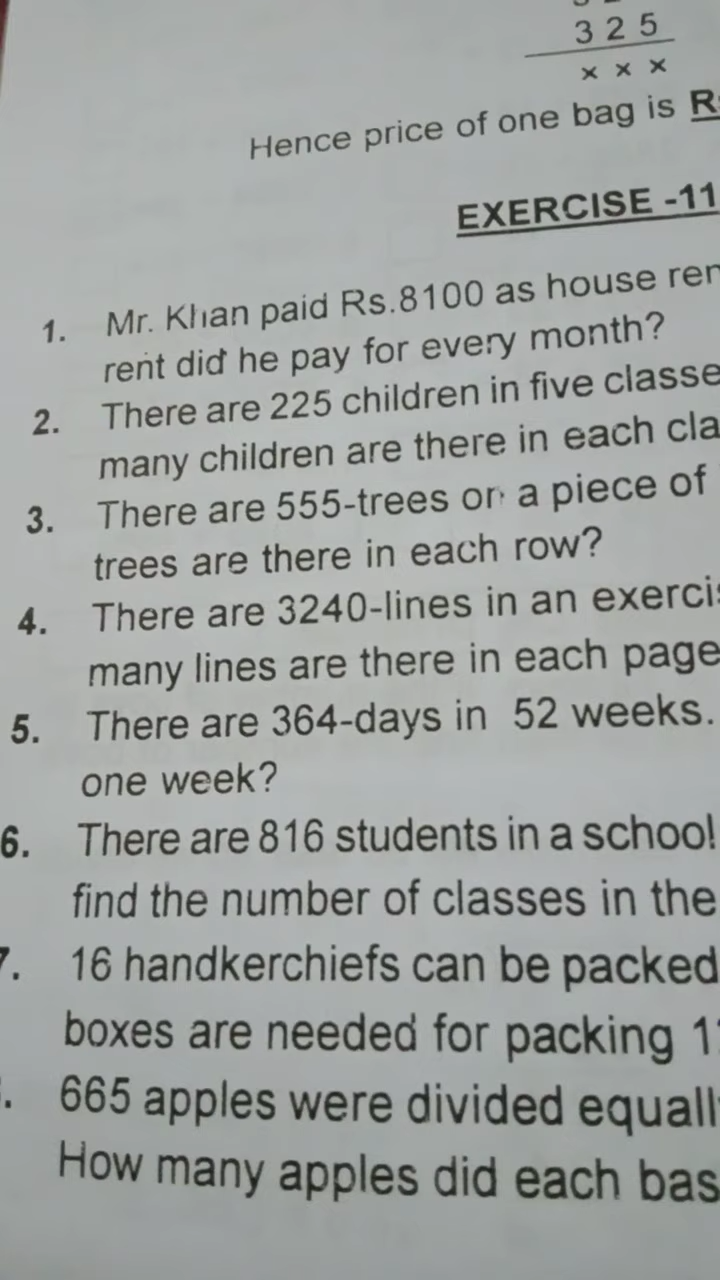 3 2 5
× × ×
Hence price of one bag is
EXERCISE -11
1. Mr. Khan paid Rs.8100 as house
rent did he pay for every month?
2. There are 225 children in five
many children are there in each
3. There are 555-trees on a piece of
trees are there in each row?
4. There are 3240-lines in an
many lines are there in each page
5. There are 364-days in 52 weeks.
one week?
6. There are 816 students in a school
find the number of classes in the
7. 16 handkerchiefs can be packed
boxes are needed for packing
665 apples were divided
How many apples did each